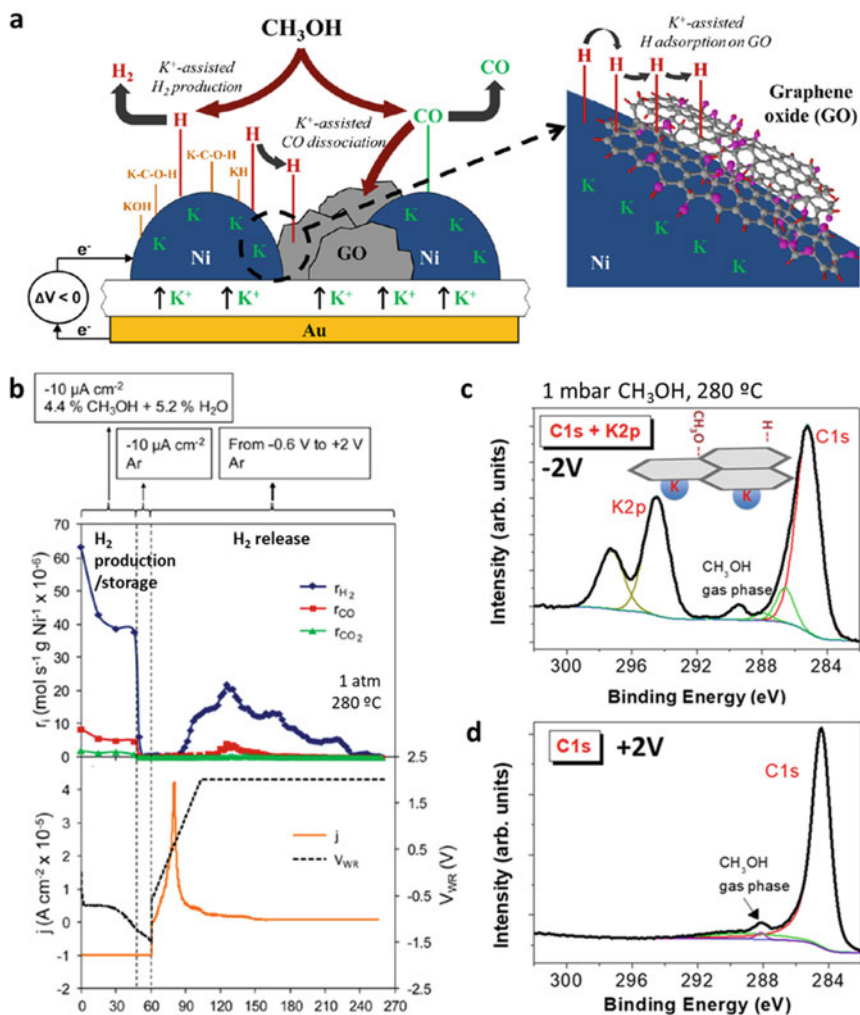 a
CH₃OH
K⁺-assisted
H₂ production
H₂
H
K⁺-assisted
CO dissociation
CO
CO
H
H
K-C-O-H
K-C-O-H
KH
KOH
K
K
K
K
Ni
GO
K
K
K
Ni
e⁻
ΔV < 0
e⁻
↑ K⁺ ↑ K⁺ ↑ K⁺ ↑ K⁺ ↑ K⁺
Au
K⁺-assisted
H adsorption on GO
H
H
H
H
Graphene
oxide (GO)
K
K
K
K
K
Ni
b
-10 µA cm⁻²
4.4 % CH₃OH + 5.2 % H₂O
-10 µA cm⁻²
Ar
From −0.6 V to +2 V
Ar
H₂
production
/storage
H₂ release
r_H₂
r_CO
r_CO₂
1 atm
280 ºC
rᵢ (mol s⁻¹ g Ni⁻¹ x 10⁻⁶)
70
60
50
40
30
20
10
0
j (A cm⁻² x 10⁻⁵)
4
3
2
1
0
-1
-2
j
V_WR
V_WR (V)
2.5
1.5
0.5
-0.5
-1.5
-2.5
0 30 60 90 120 150 180 210 240 270
c
1 mbar CH₃OH, 280 ºC
C1s + K2p
-2V
CH₃O--
H--
K
K
C1s
K2p
CH₃OH
gas phase
Intensity (arb. units)
300 296 292 288 284
Binding Energy (eV)
d
C1s
+2V
C1s
CH₃OH
gas phase
Intensity (arb. units)
300 296 292 288 284
Binding Energy (eV)